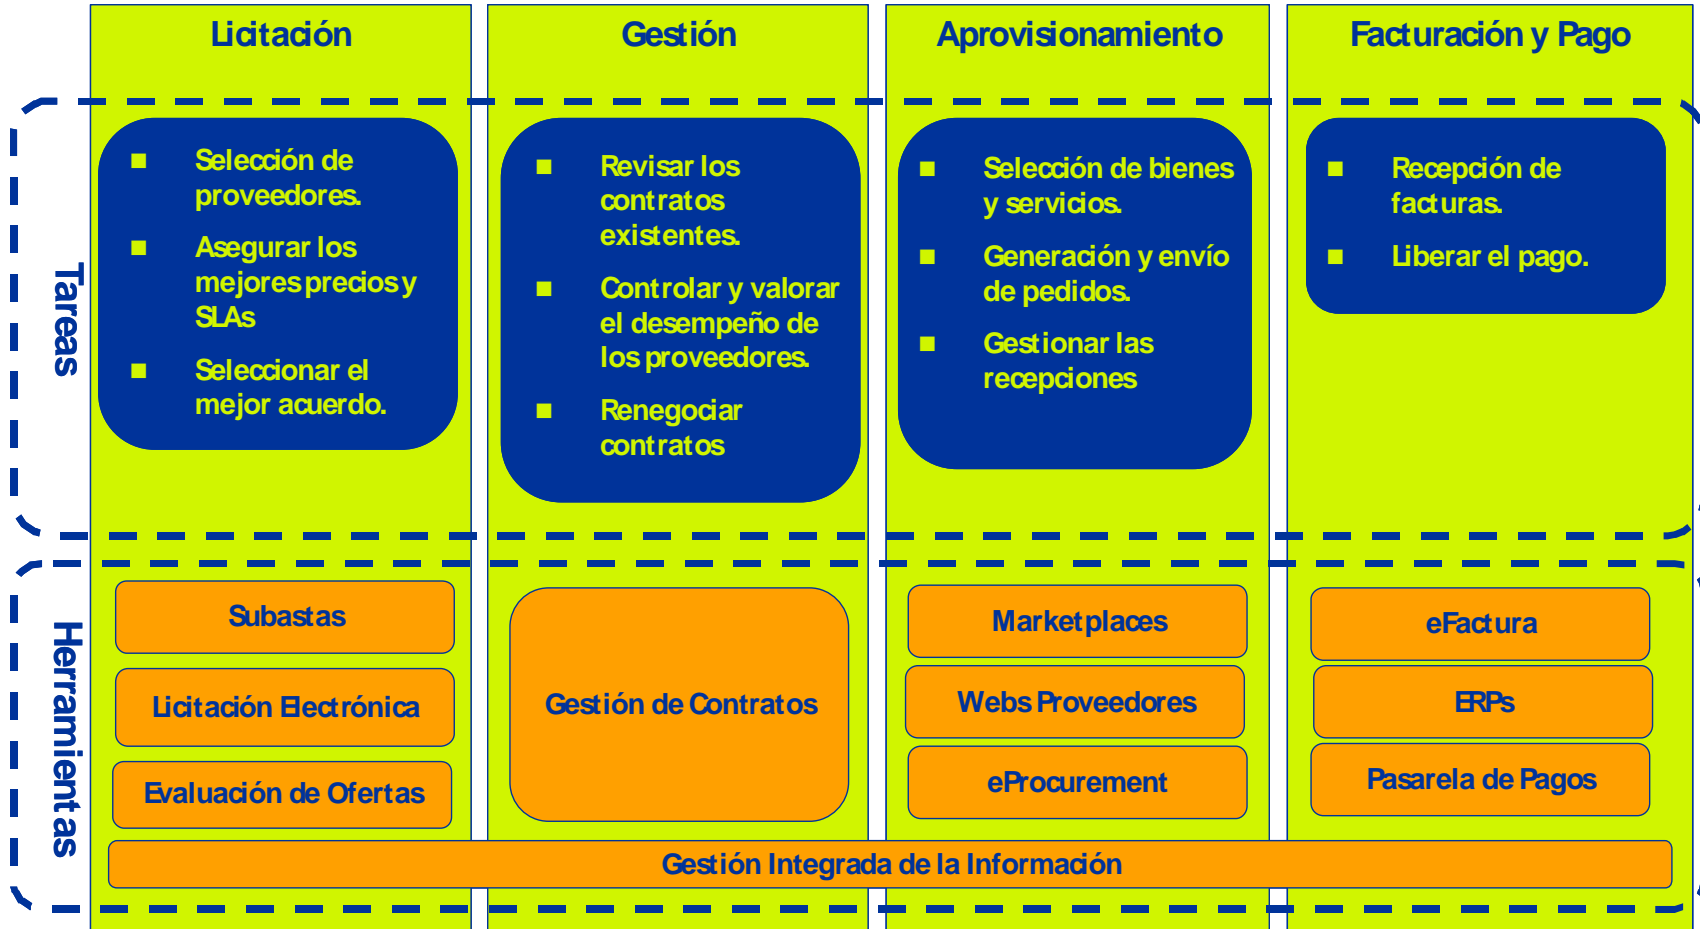 Licitación
Gestión
Aprovisionamiento
Facturación y Pago
Tareas
Selección de
proveedores.
Asegurar los
mejores precios y
SLAs
Seleccionar el
mejor acuerdo.
Revisar los
contratos
existentes.
Controlar y valorar
el desempeño de
los proveedores.
Renegociar
contratos
Selección de bienes
y servicios.
Generación y envío
de pedidos.
Gestionar las
recepciones
Recepción de
facturas.
Liberar el pago.
Herramientas
Subastas
Licitación Electrónica
Evaluación de Ofertas
Gestión de Contratos
Marketplaces
Webs Proveedores
eProcurement
eFactura
ERPs
Pasarela de Pagos
Gestión Integrada de la Información